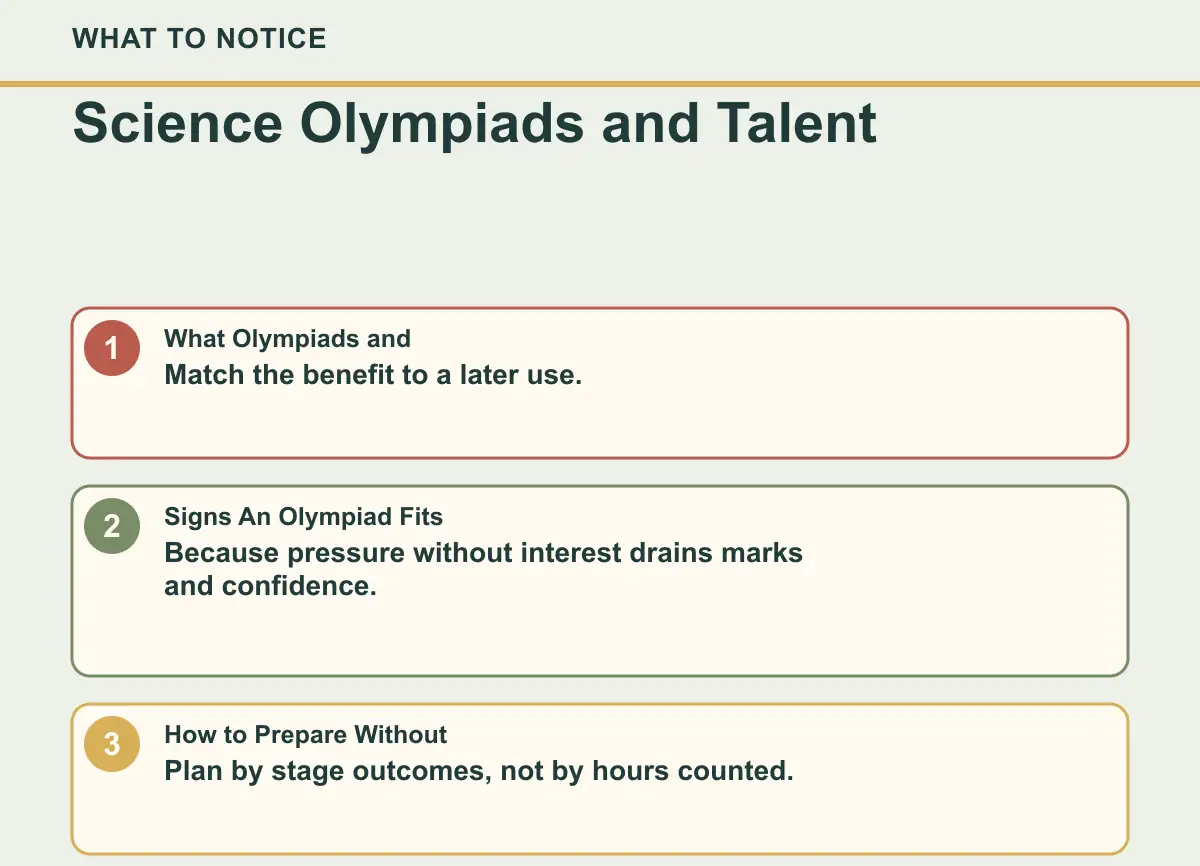 WHAT TO NOTICE
Science Olympiads and Talent
1
What Olympiads and
Match the benefit to a later use.
2
Signs An Olympiad Fits
Because pressure without interest drains marks
and confidence.
3
How to Prepare Without
Plan by stage outcomes, not by hours counted.